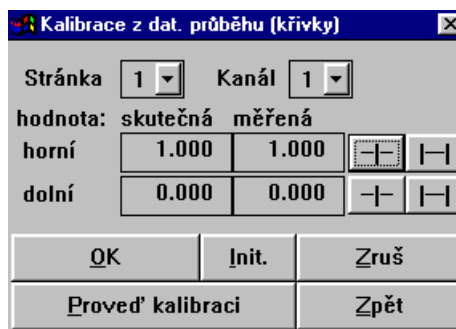 Kalibrace z dat. průběhu (křivky)
Stránka 1 Kanál 1
hodnota: skutečná měřená
horní 1.000 1.000
dolní 0.000 0.000
OK Init. Zruš
Proveď kalibraci Zpět